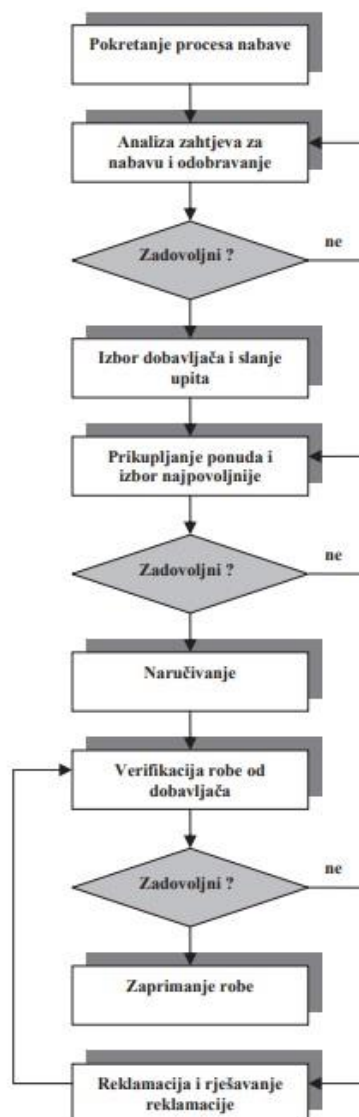 Pokretanje procesa nabave
Analiza zahtjeva za
nabavu i odobravanje
Zadovoljni ?
ne
Izbor dobavljača i slanje
upita
Prikupljanje ponuda i
izbor najpovoljnije
Zadovoljni ?
ne
Naručivanje
Verifikacija robe od
dobavljača
Zadovoljni ?
ne
Zaprimanje robe
Reklamacija i rješavanje
reklamacije